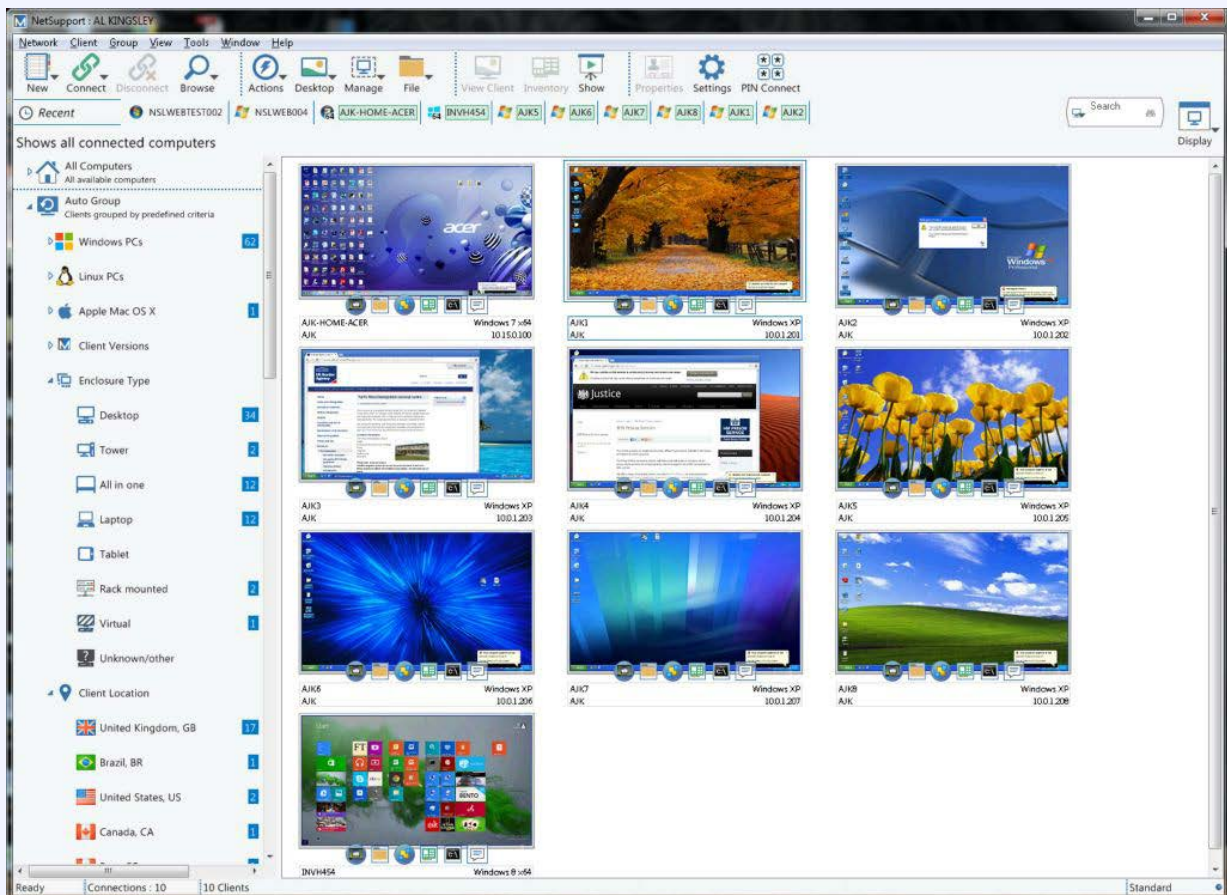 NetSupport : AL KINGSLEY
Network Client Group View Tools Window Help
New Connect Disconnect Browse Actions Desktop Manage File View Client Inventory Show Properties Settings PIN Connect
Recent NSLWEBTEST002 NSLWEB004 AJK-HOME-ACER INVH454 AJK5 AJK6 AJK7 AJK8 AJK1 AJK2 Search
Display
Shows all connected computers
All Computers
All available computers
Auto Group
Clients grouped by predefined criteria
Windows PCs 62
Linux PCs
Apple Mac OS X 1
Client Versions
Enclosure Type
Desktop 34
Tower 2
All in one 12
Laptop 12
Tablet
Rack mounted 2
Virtual 1
Unknown/other
Client Location
United Kingdom, GB 17
Brazil, BR 1
United States, US 2
Canada, CA 1
acer
AJK-HOME-ACER Windows 7 x64
AJK 10.15.0.100
AJK1 Windows XP
AJK 10.0.1.201
Windows
AJK2 Windows XP
AJK 10.0.1.202
AJK3 Windows XP
AJK 10.0.1.203
Justice
AJK4 Windows XP
AJK 10.0.1.204
AJK5 Windows XP
AJK 10.0.1.205
AJK6 Windows XP
AJK 10.0.1.206
AJK7 Windows XP
AJK 10.0.1.207
AJK8 Windows XP
AJK 10.0.1.208
Start
FT
BENTO
INVH454 Windows 8 x64
Ready Connections : 10 10 Clients Standard